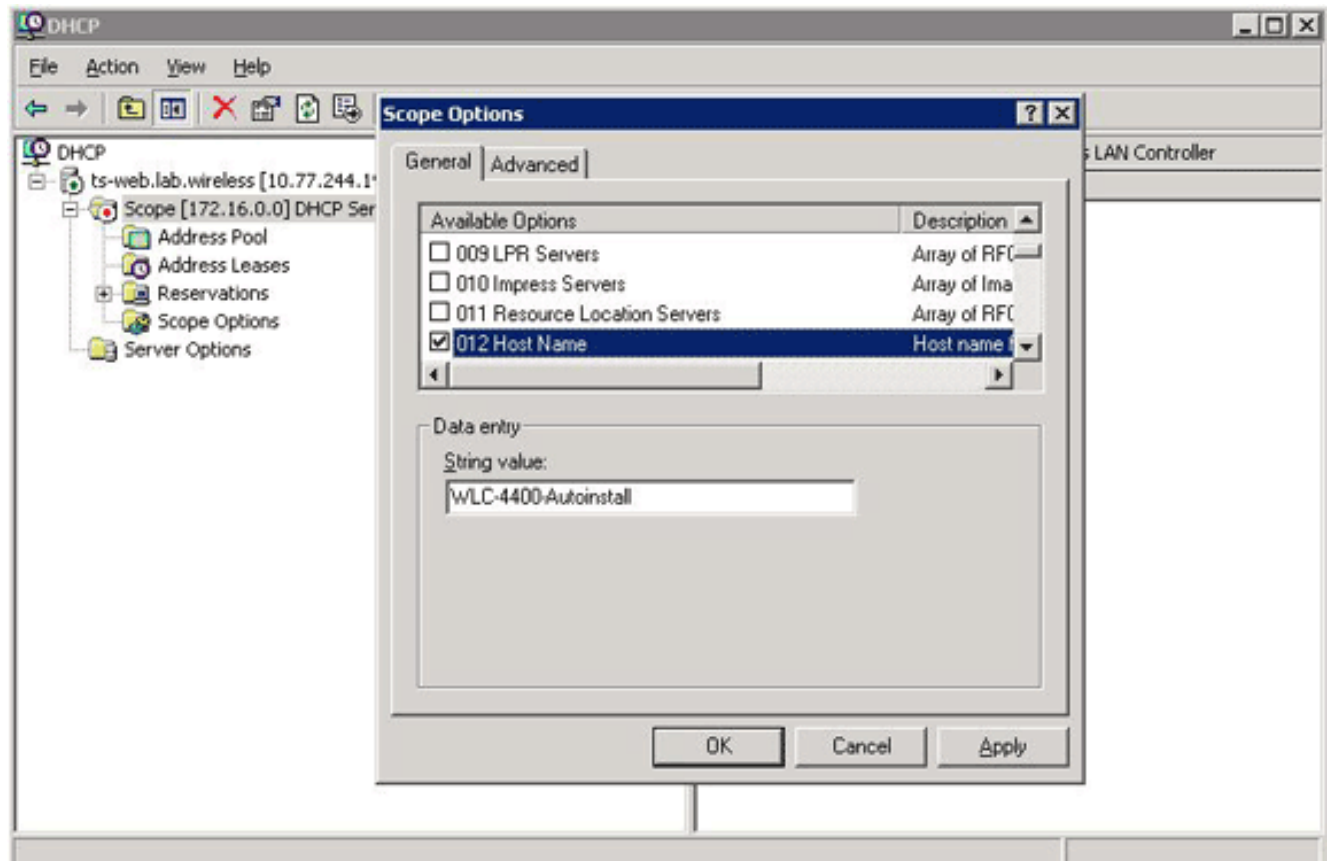 DHCP
File Action View Help
Scope Options
DHCP
ts-web.lab.wireless [10.77.244.1
Scope [172.16.0.0] DHCP Ser
Address Pool
Address Leases
Reservations
Scope Options
Server Options
s LAN Controller
General Advanced
Available Options Description
009 LPR Servers Array of RFC
010 Impress Servers Array of Ima
011 Resource Location Servers Array of RFC
012 Host Name Host name
Data entry
String value:
WLC-4400-Autoinstall
OK Cancel Apply